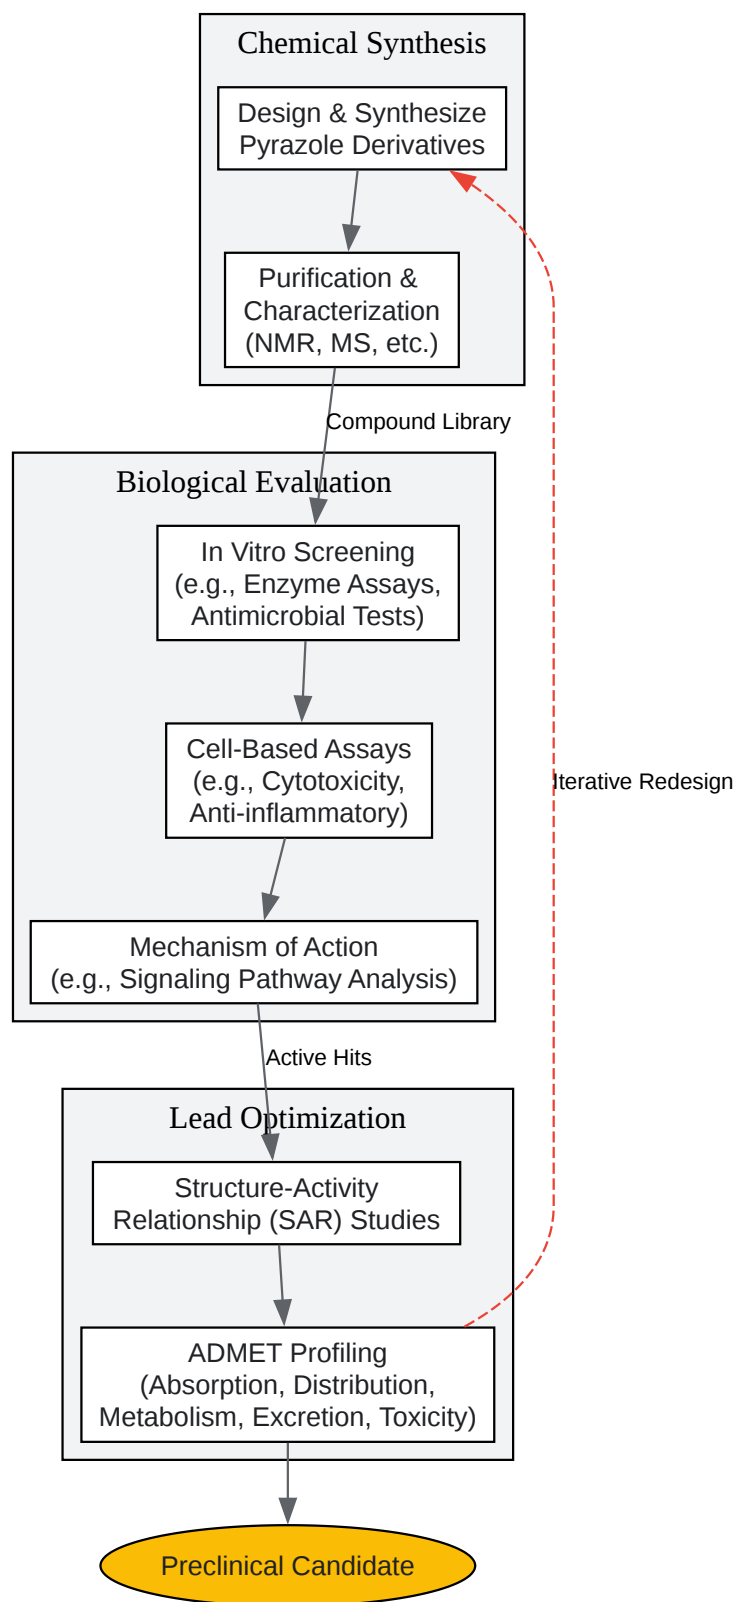 Chemical Synthesis
Design & Synthesize
Pyrazole Derivatives
Purification &
Characterization
(NMR, MS, etc.)
Compound Library
Biological Evaluation
In Vitro Screening
(e.g., Enzyme Assays,
Antimicrobial Tests)
Cell-Based Assays
(e.g., Cytotoxicity,
Anti-inflammatory)
Iterative Redesign
Mechanism of Action
(e.g., Signaling Pathway Analysis)
Active Hits
Lead Optimization
Structure-Activity
Relationship (SAR) Studies
ADMET Profiling
(Absorption, Distribution,
Metabolism, Excretion, Toxicity)
Preclinical Candidate